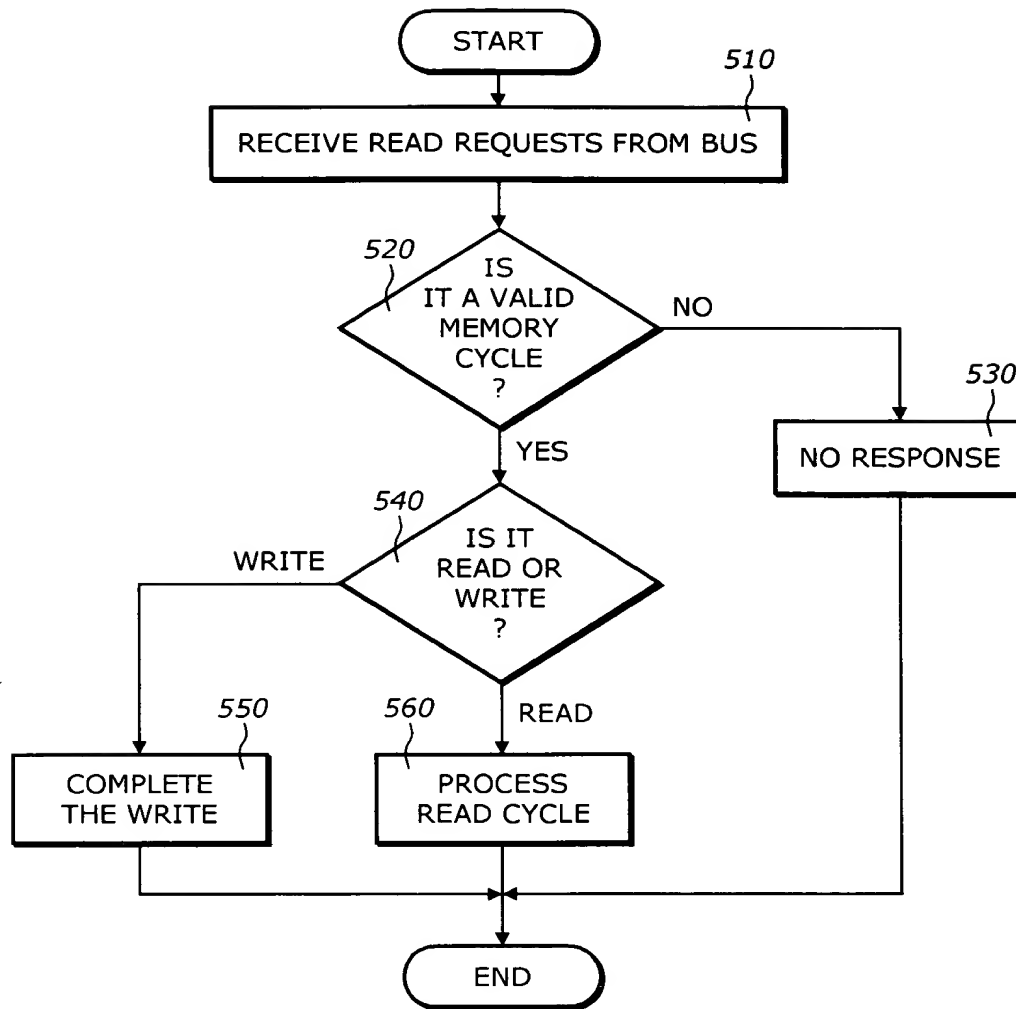 START
510
RECEIVE READ REQUESTS FROM BUS
520
IS
IT A VALID
MEMORY
CYCLE
?
NO
530
NO RESPONSE
YES
540
IS IT
READ OR
WRITE
?
WRITE
READ
550
COMPLETE
THE WRITE
560
PROCESS
READ CYCLE
END